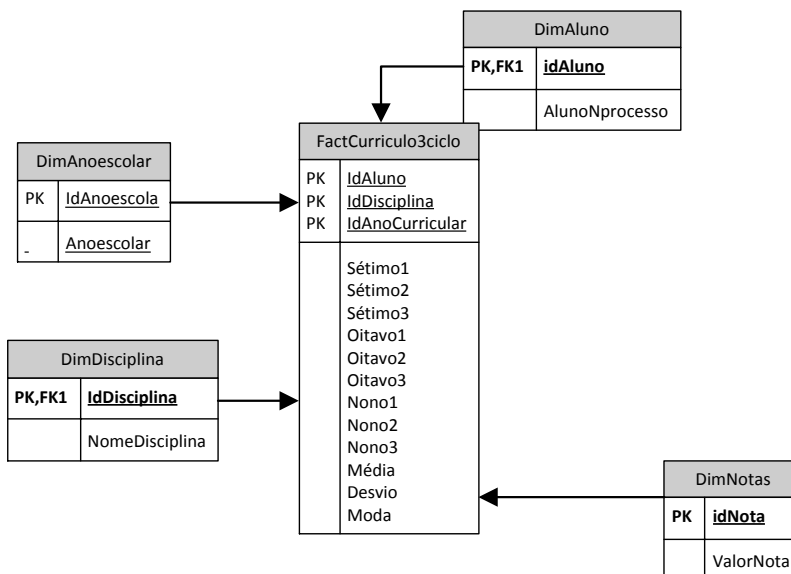 DimAluno
PK,FK1 idAluno
AlunoNprocesso
FactCurriculo3ciclo
PK IdAluno
PK IdDisciplina
PK IdAnoCurricular
Sétimo1
Sétimo2
Sétimo3
Oitavo1
Oitavo2
Oitavo3
Nono1
Nono2
Nono3
Média
Desvio
Moda
DimAnoescolar
PK IdAnoescola
Anoescolar
DimDisciplina
PK,FK1 IdDisciplina
NomeDisciplina
DimNotas
PK idNota
ValorNota